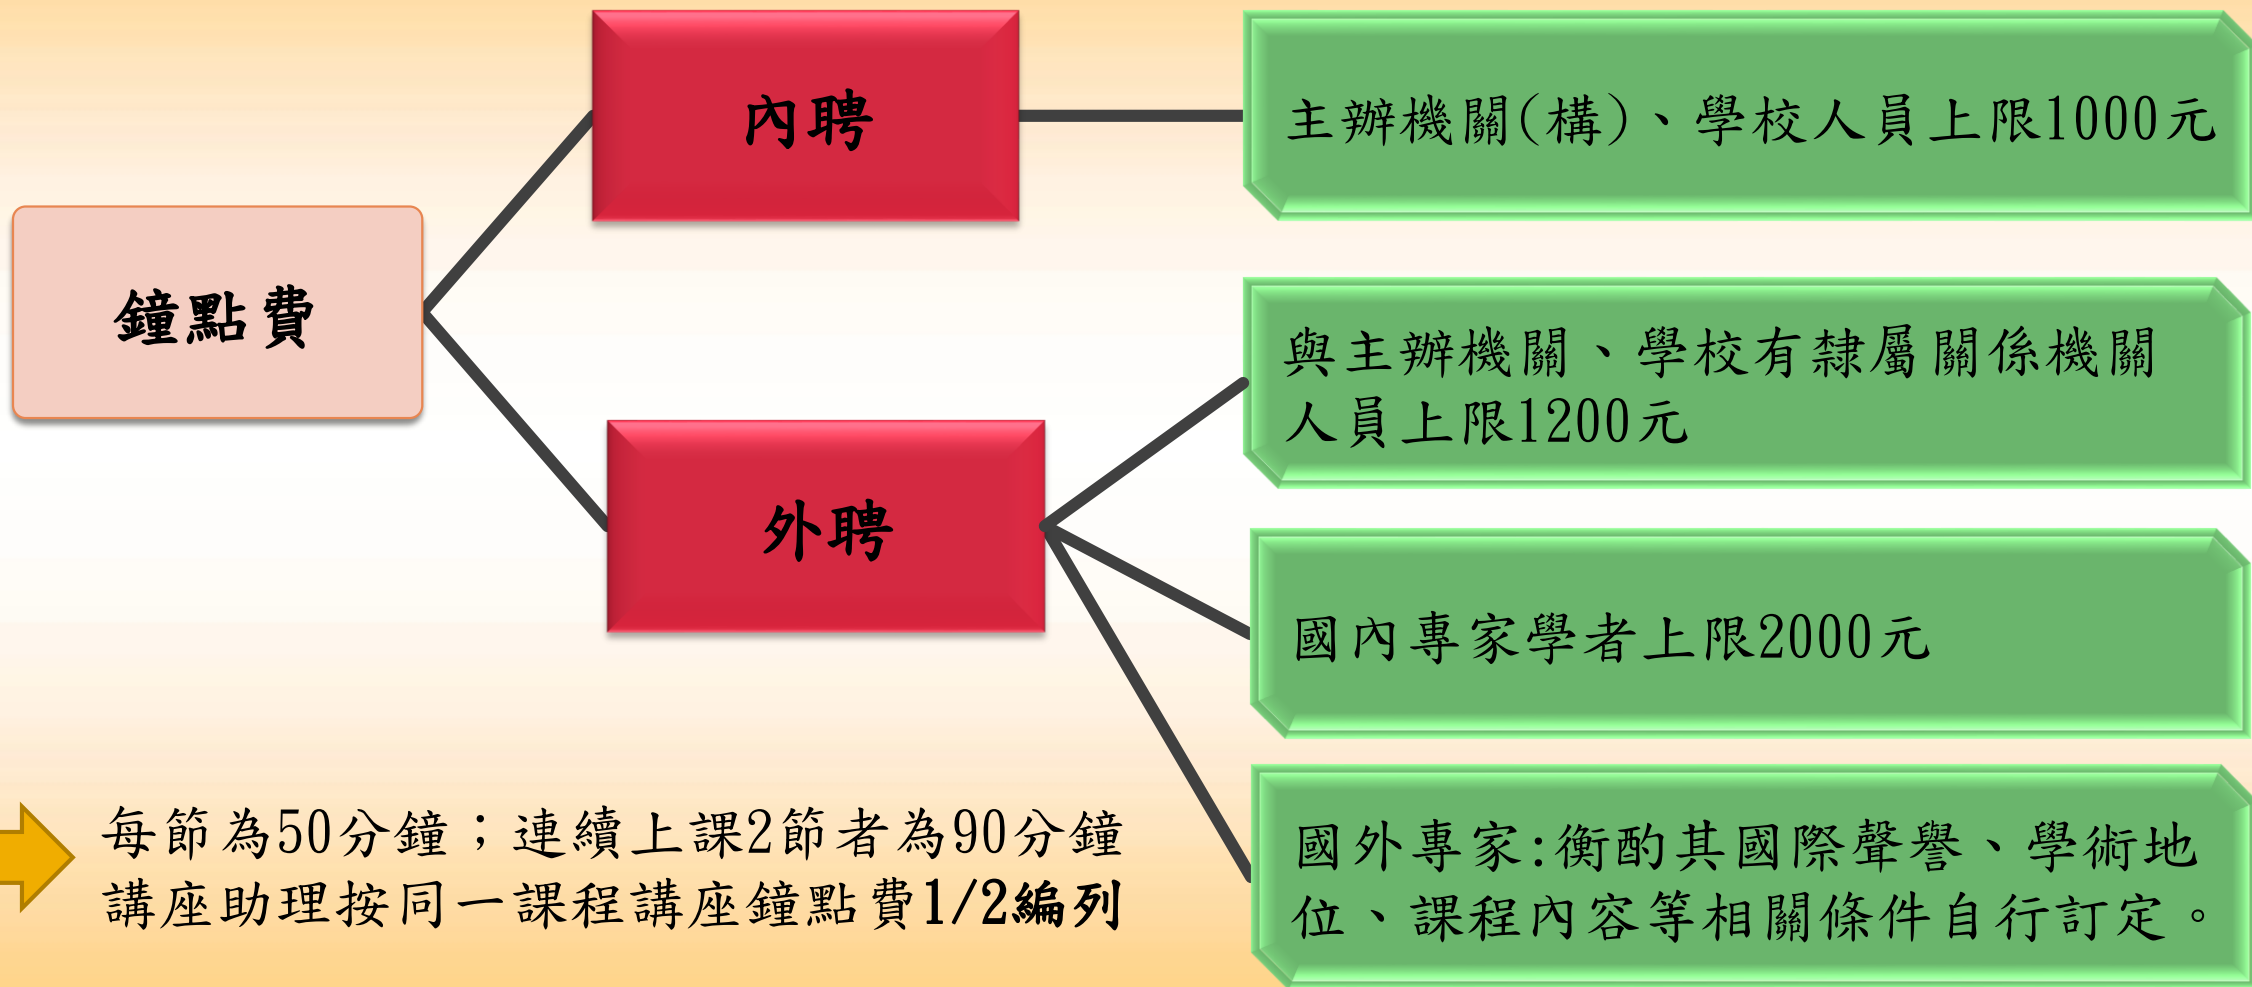 鐘點費
內聘
主辦機關(構)、學校人員上限1000元
外聘
與主辦機關、學校有隸屬關係機關
人員上限1200元
國內專家學者上限2000元
國外專家:衡酌其國際聲譽、學術地
位、課程內容等相關條件自行訂定。
每節為50分鐘；連續上課2節者為90分鐘
講座助理按同一課程講座鐘點費1/2編列